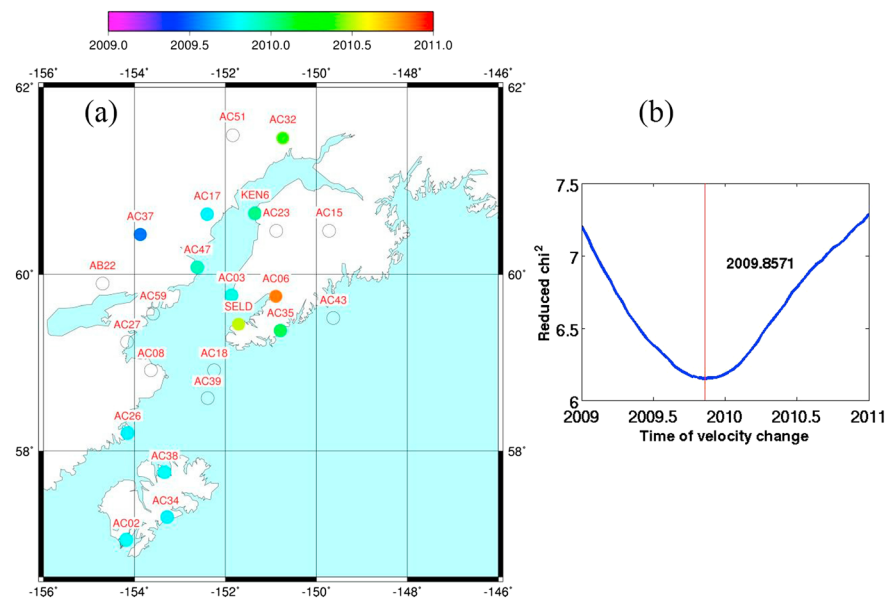 2009.0 2009.5 2010.0 2010.5 2011.0
-156° -154° -152° -150° -148° -146°
62°
(a)
(b)
AC51
AC32
AC17
KEN6
AC37
AC23
AC15
AC47
60°
AB22
AC03
AC06
AC59
SELD
AC43
AC35
AC27
AC08
AC18
AC39
58°
AC26
AC38
AC34
AC02
-156° -154° -152° -150° -148° -146°
7.5
7
6.5
6
Reduced chi²
2009.8571
2009 2009.5 2010 2010.5 2011
Time of velocity change